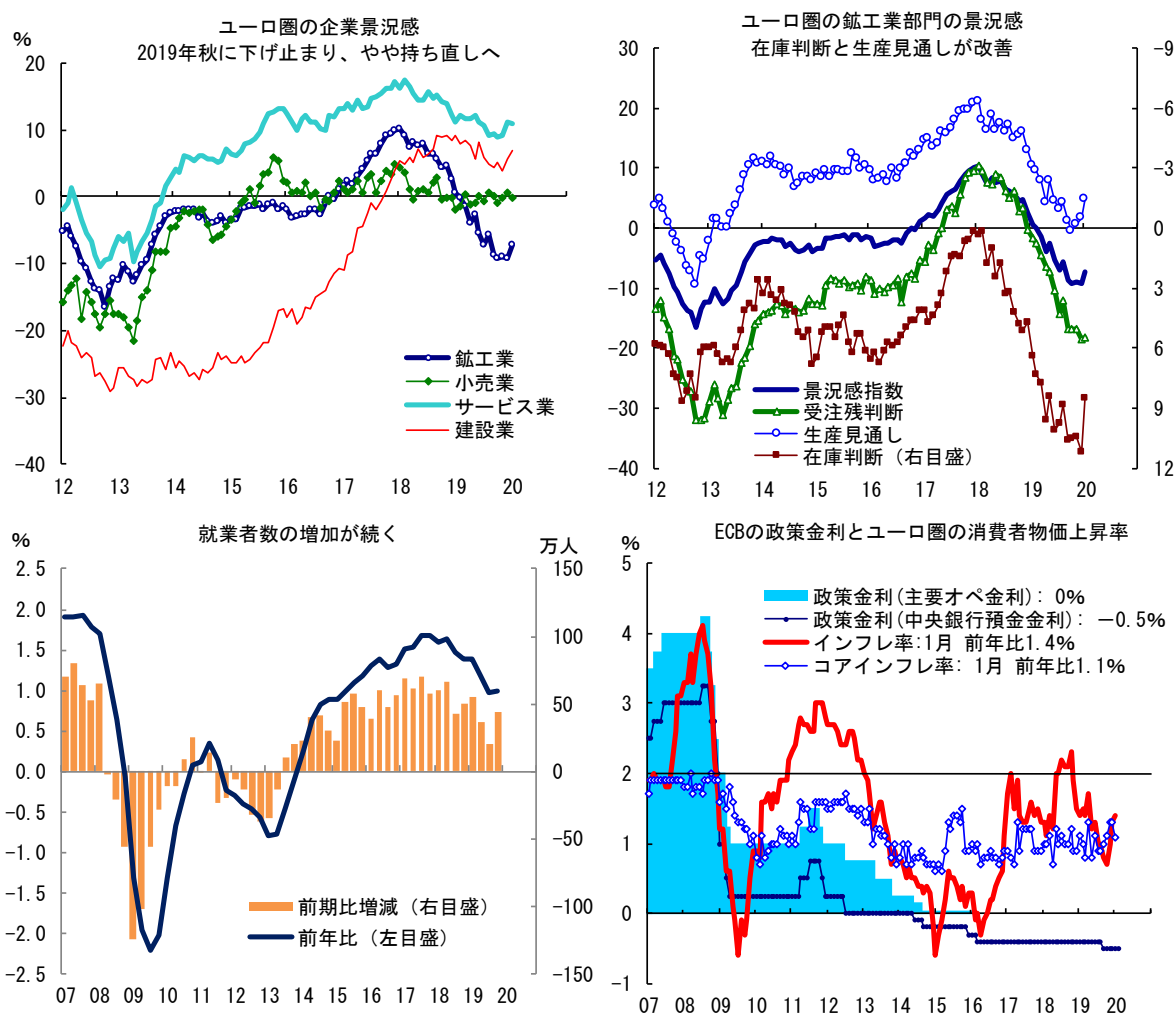 ユーロ圏の企業景況感
2019年秋に下げ止まり、やや持ち直しへ
%
20
10
0
-10
-20
-30
-40
鉱工業
小売業
サービス業
建設業
12 13 14 15 16 17 18 19 20
ユーロ圏の鉱工業部門の景況感
在庫判断と生産見通しが改善
30
20
10
0
-10
-20
-30
-40
-9
-6
-3
0
3
6
9
12
景況感指数
受注残判断
生産見通し
在庫判断（右目盛）
12 13 14 15 16 17 18 19 20
就業者数の増加が続く
%
万人
2.5
2.0
1.5
1.0
0.5
0.0
-0.5
-1.0
-1.5
-2.0
-2.5
150
100
50
0
-50
-100
-150
前期比増減（右目盛）
前年比（左目盛）
07 08 09 10 11 12 13 14 15 16 17 18 19 20
ECBの政策金利とユーロ圏の消費者物価上昇率
%
5
4
3
2
1
0
-1
政策金利(主要オペ金利)： 0%
政策金利(中央銀行預金金利)： －0.5%
インフレ率:1月 前年比1.4%
コアインフレ率： 1月 前年比1.1%
07 08 09 10 11 12 13 14 15 16 17 18 19 20